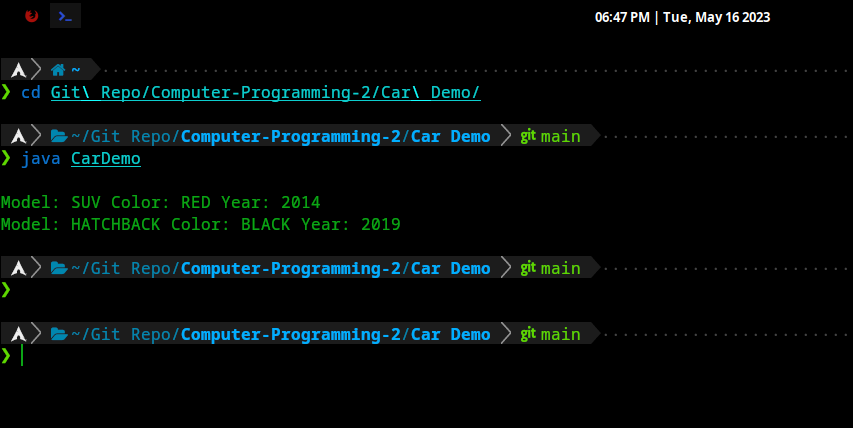 06:47 PM | Tue, May 16 2023
~
❯ cd Git\ Repo/Computer-Programming-2/Car\ Demo/
~/Git Repo/Computer-Programming-2/Car Demo git main
❯ java CarDemo
Model: SUV Color: RED Year: 2014
Model: HATCHBACK Color: BLACK Year: 2019
~/Git Repo/Computer-Programming-2/Car Demo git main
❯
~/Git Repo/Computer-Programming-2/Car Demo git main
❯